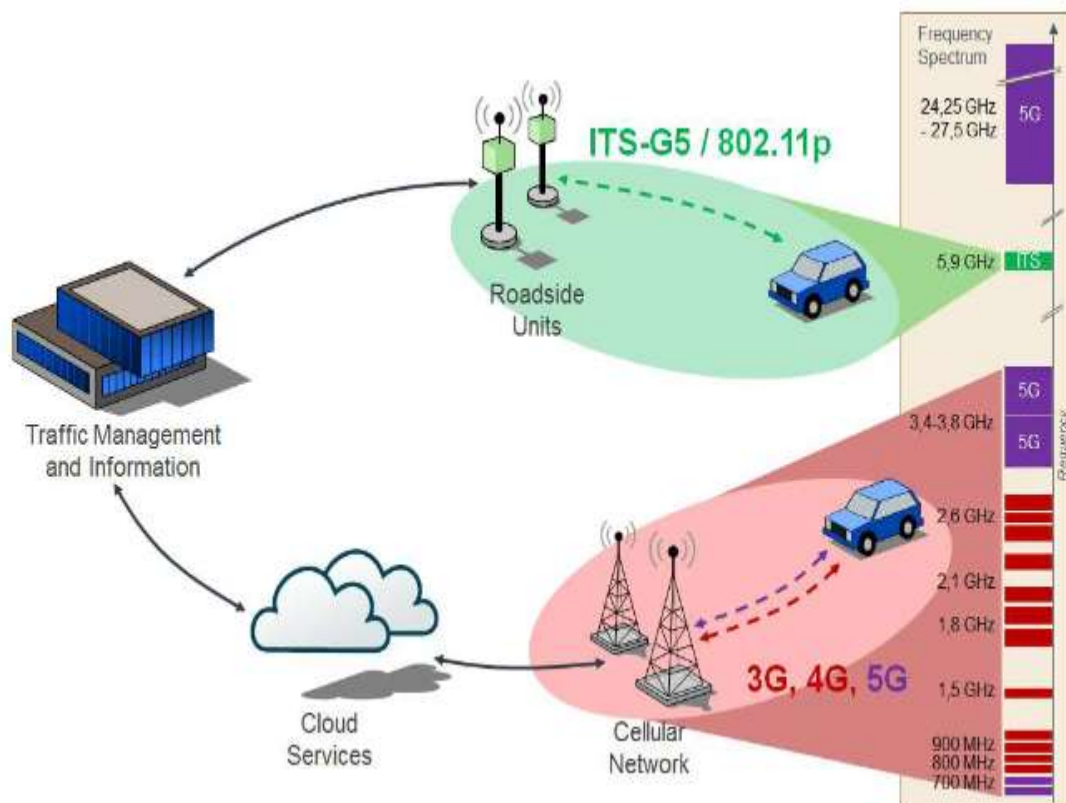 Frequency
Spectrum
24,25 GHz
- 27,5 GHz
5G
ITS-G5 / 802.11p
5,9 GHz
ITS
Roadside
Units
5G
3,4-3,8 GHz
5G
Traffic Management
and Information
2,6 GHz
2,1 GHz
1,8 GHz
3G, 4G, 5G
1,5 GHz
Cloud
Services
Cellular
Network
900 MHz
800 MHz
700 MHz